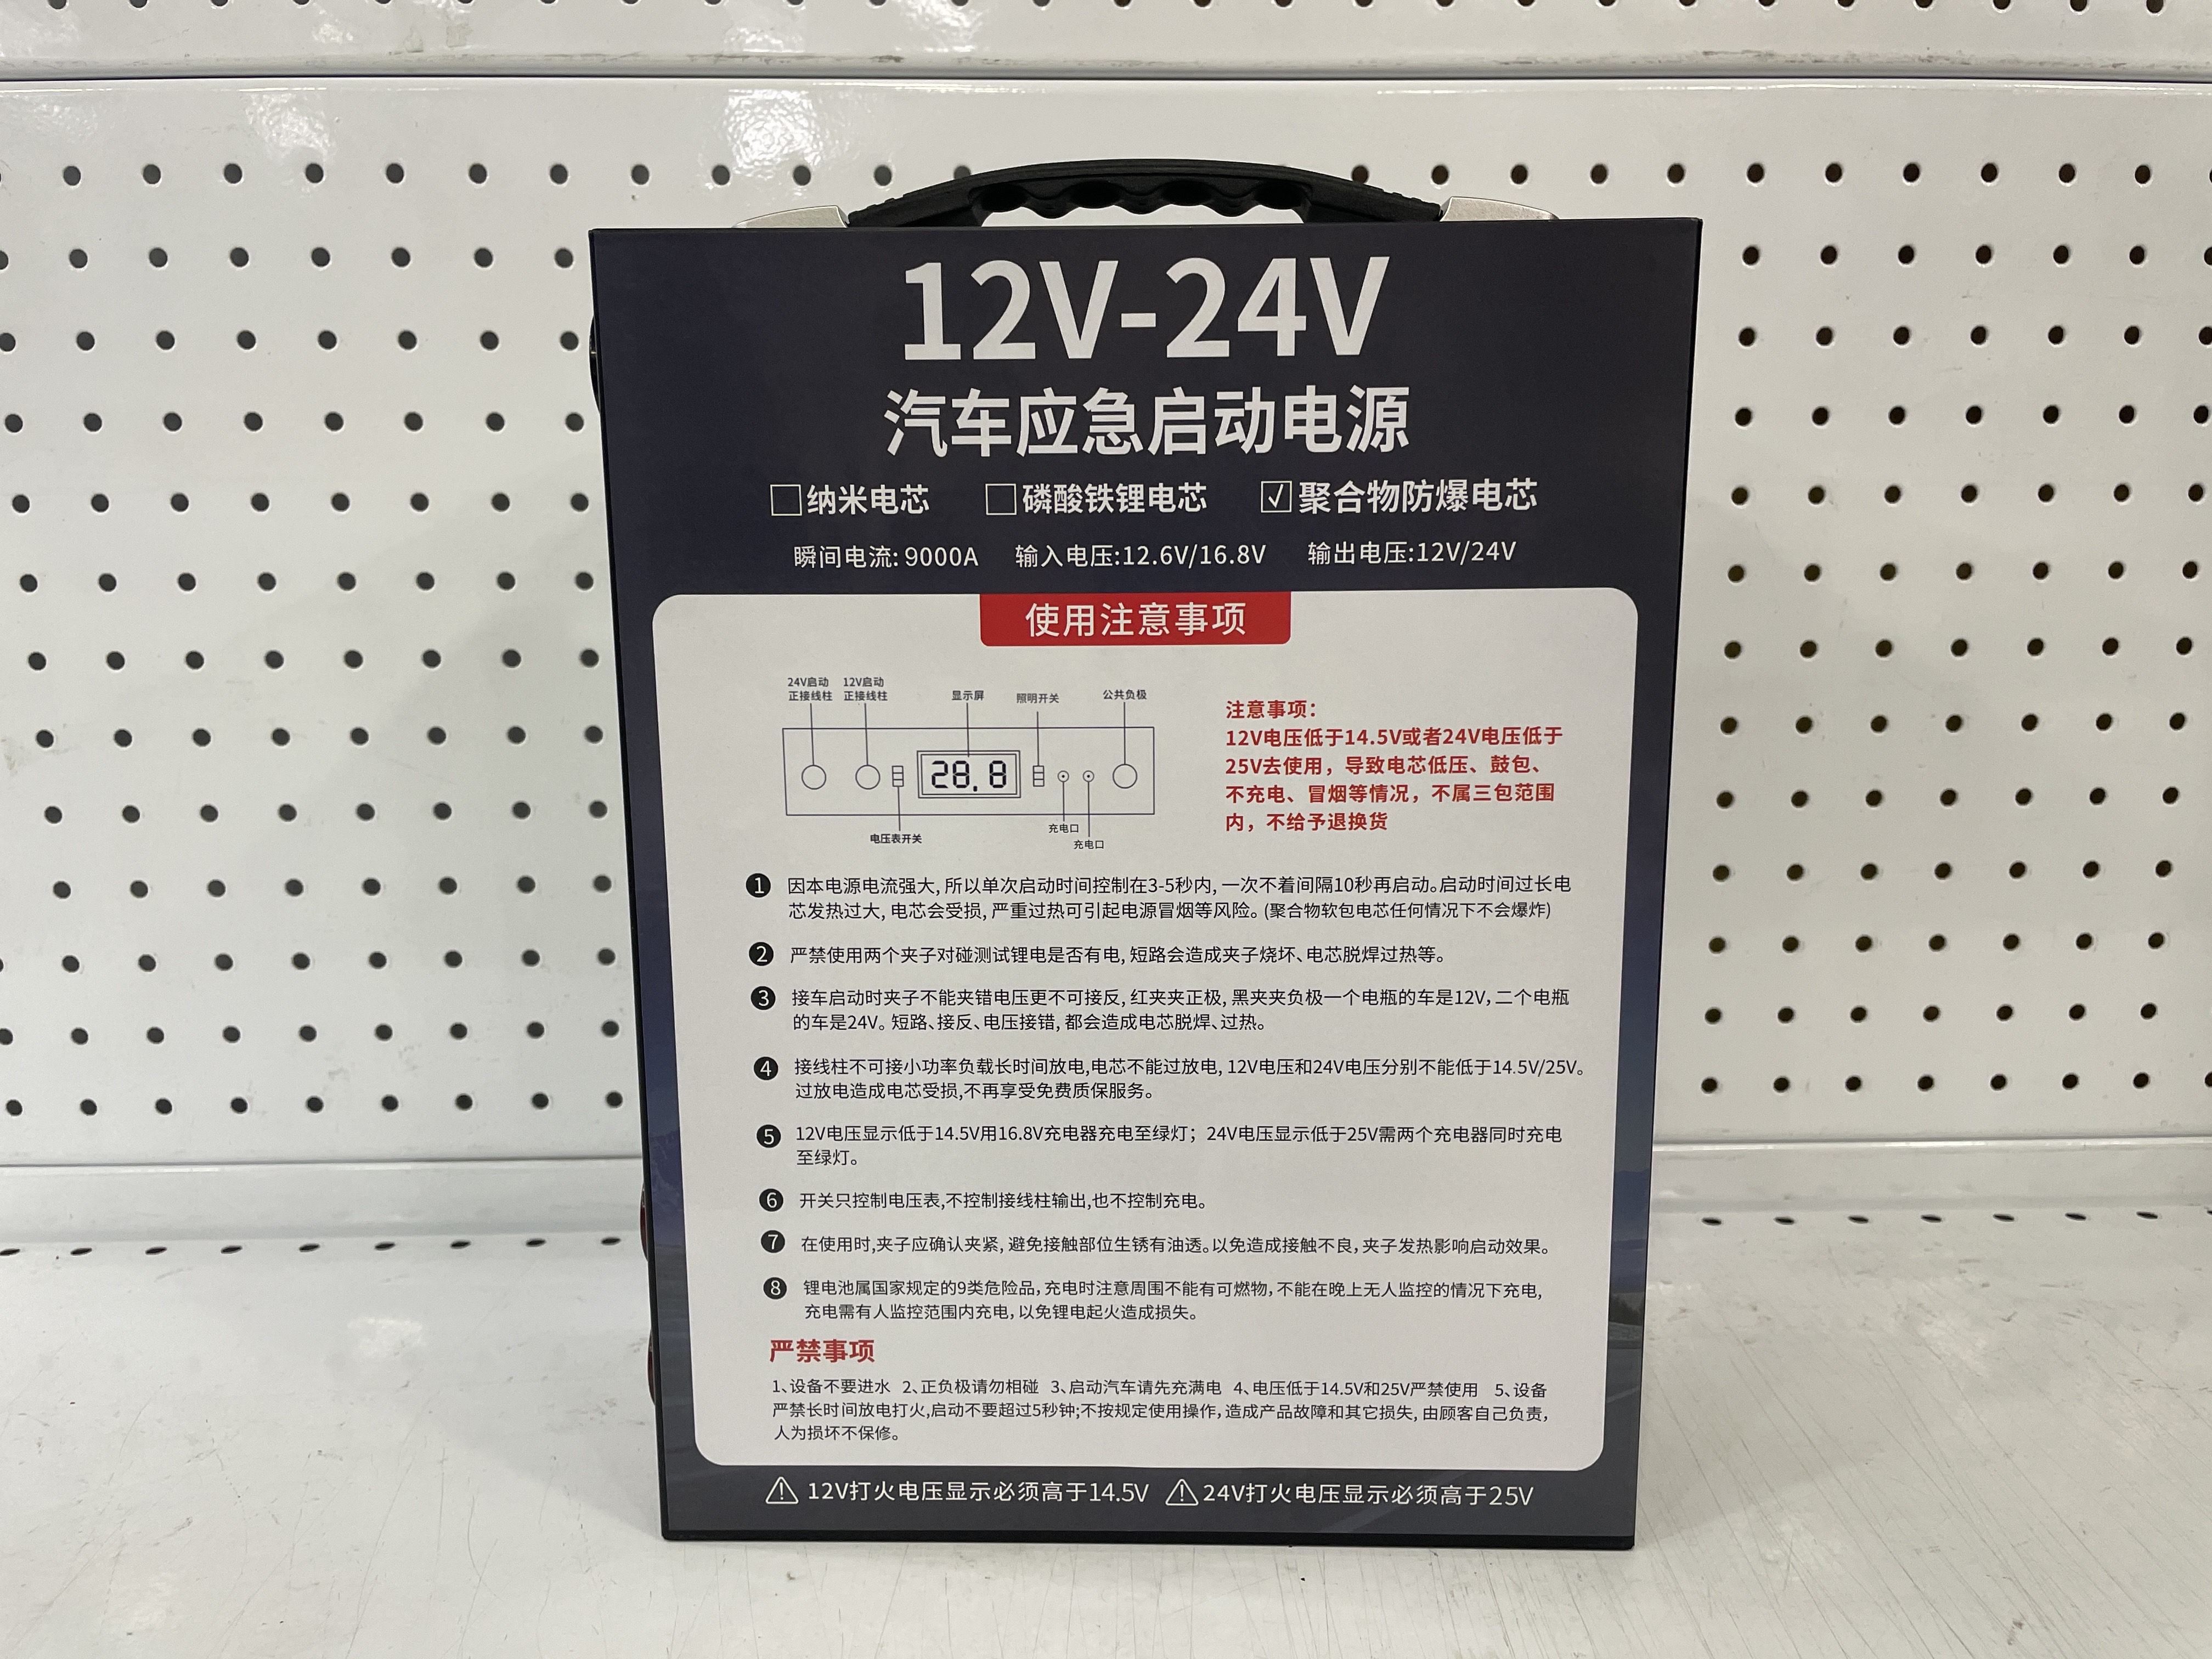 12V-24V
汽车应急启动电源
纳米电芯 磷酸铁锂电芯 聚合物防爆电芯
瞬间电流: 9000A 输入电压:12.6V/16.8V 输出电压:12V/24V
使用注意事项
24V启动 12V启动
正接线柱 正接线柱 显示屏 照明开关 公共负极
28.8
电压表开关 充电口
充电口
注意事项:
12V电压低于14.5V或者24V电压低于
25V去使用，导致电芯低压、鼓包、
不充电、冒烟等情况，不属三包范围
内，不给予退换货
1 因本电源电流强大, 所以单次启动时间控制在3-5秒内, 一次不着间隔10秒再启动。启动时间过长电
芯发热过大, 电芯会受损, 严重过热可引起电源冒烟等风险。(聚合物软包电芯任何情况下不会爆炸)
2 严禁使用两个夹子对碰测试锂电是否有电, 短路会造成夹子烧坏、电芯脱焊过热等。
3 接车启动时夹子不能夹错电压更不可接反, 红夹夹正极, 黑夹夹负极一个电瓶的车是12V, 二个电瓶
的车是24V。短路、接反、电压接错, 都会造成电芯脱焊、过热。
4 接线柱不可接小功率负载长时间放电,电芯不能过放电, 12V电压和24V电压分别不能低于14.5V/25V。
过放电造成电芯受损,不再享受免费质保服务。
5 12V电压显示低于14.5V用16.8V充电器充电至绿灯；24V电压显示低于25V需两个充电器同时充电
至绿灯。
6 开关只控制电压表,不控制接线柱输出,也不控制充电。
7 在使用时,夹子应确认夹紧, 避免接触部位生锈有油透。以免造成接触不良, 夹子发热影响启动效果。
8 锂电池属国家规定的9类危险品, 充电时注意周围不能有可燃物, 不能在晚上无人监控的情况下充电,
充电需有人监控范围内充电, 以免锂电起火造成损失。
严禁事项
1、设备不要进水 2、正负极请勿相碰 3、启动汽车请先充满电 4、电压低于14.5V和25V严禁使用 5、设备
严禁长时间放电打火,启动不要超过5秒钟;不按规定使用操作, 造成产品故障和其它损失, 由顾客自己负责,
人为损坏不保修。
12V打火电压显示必须高于14.5V 24V打火电压显示必须高于25V